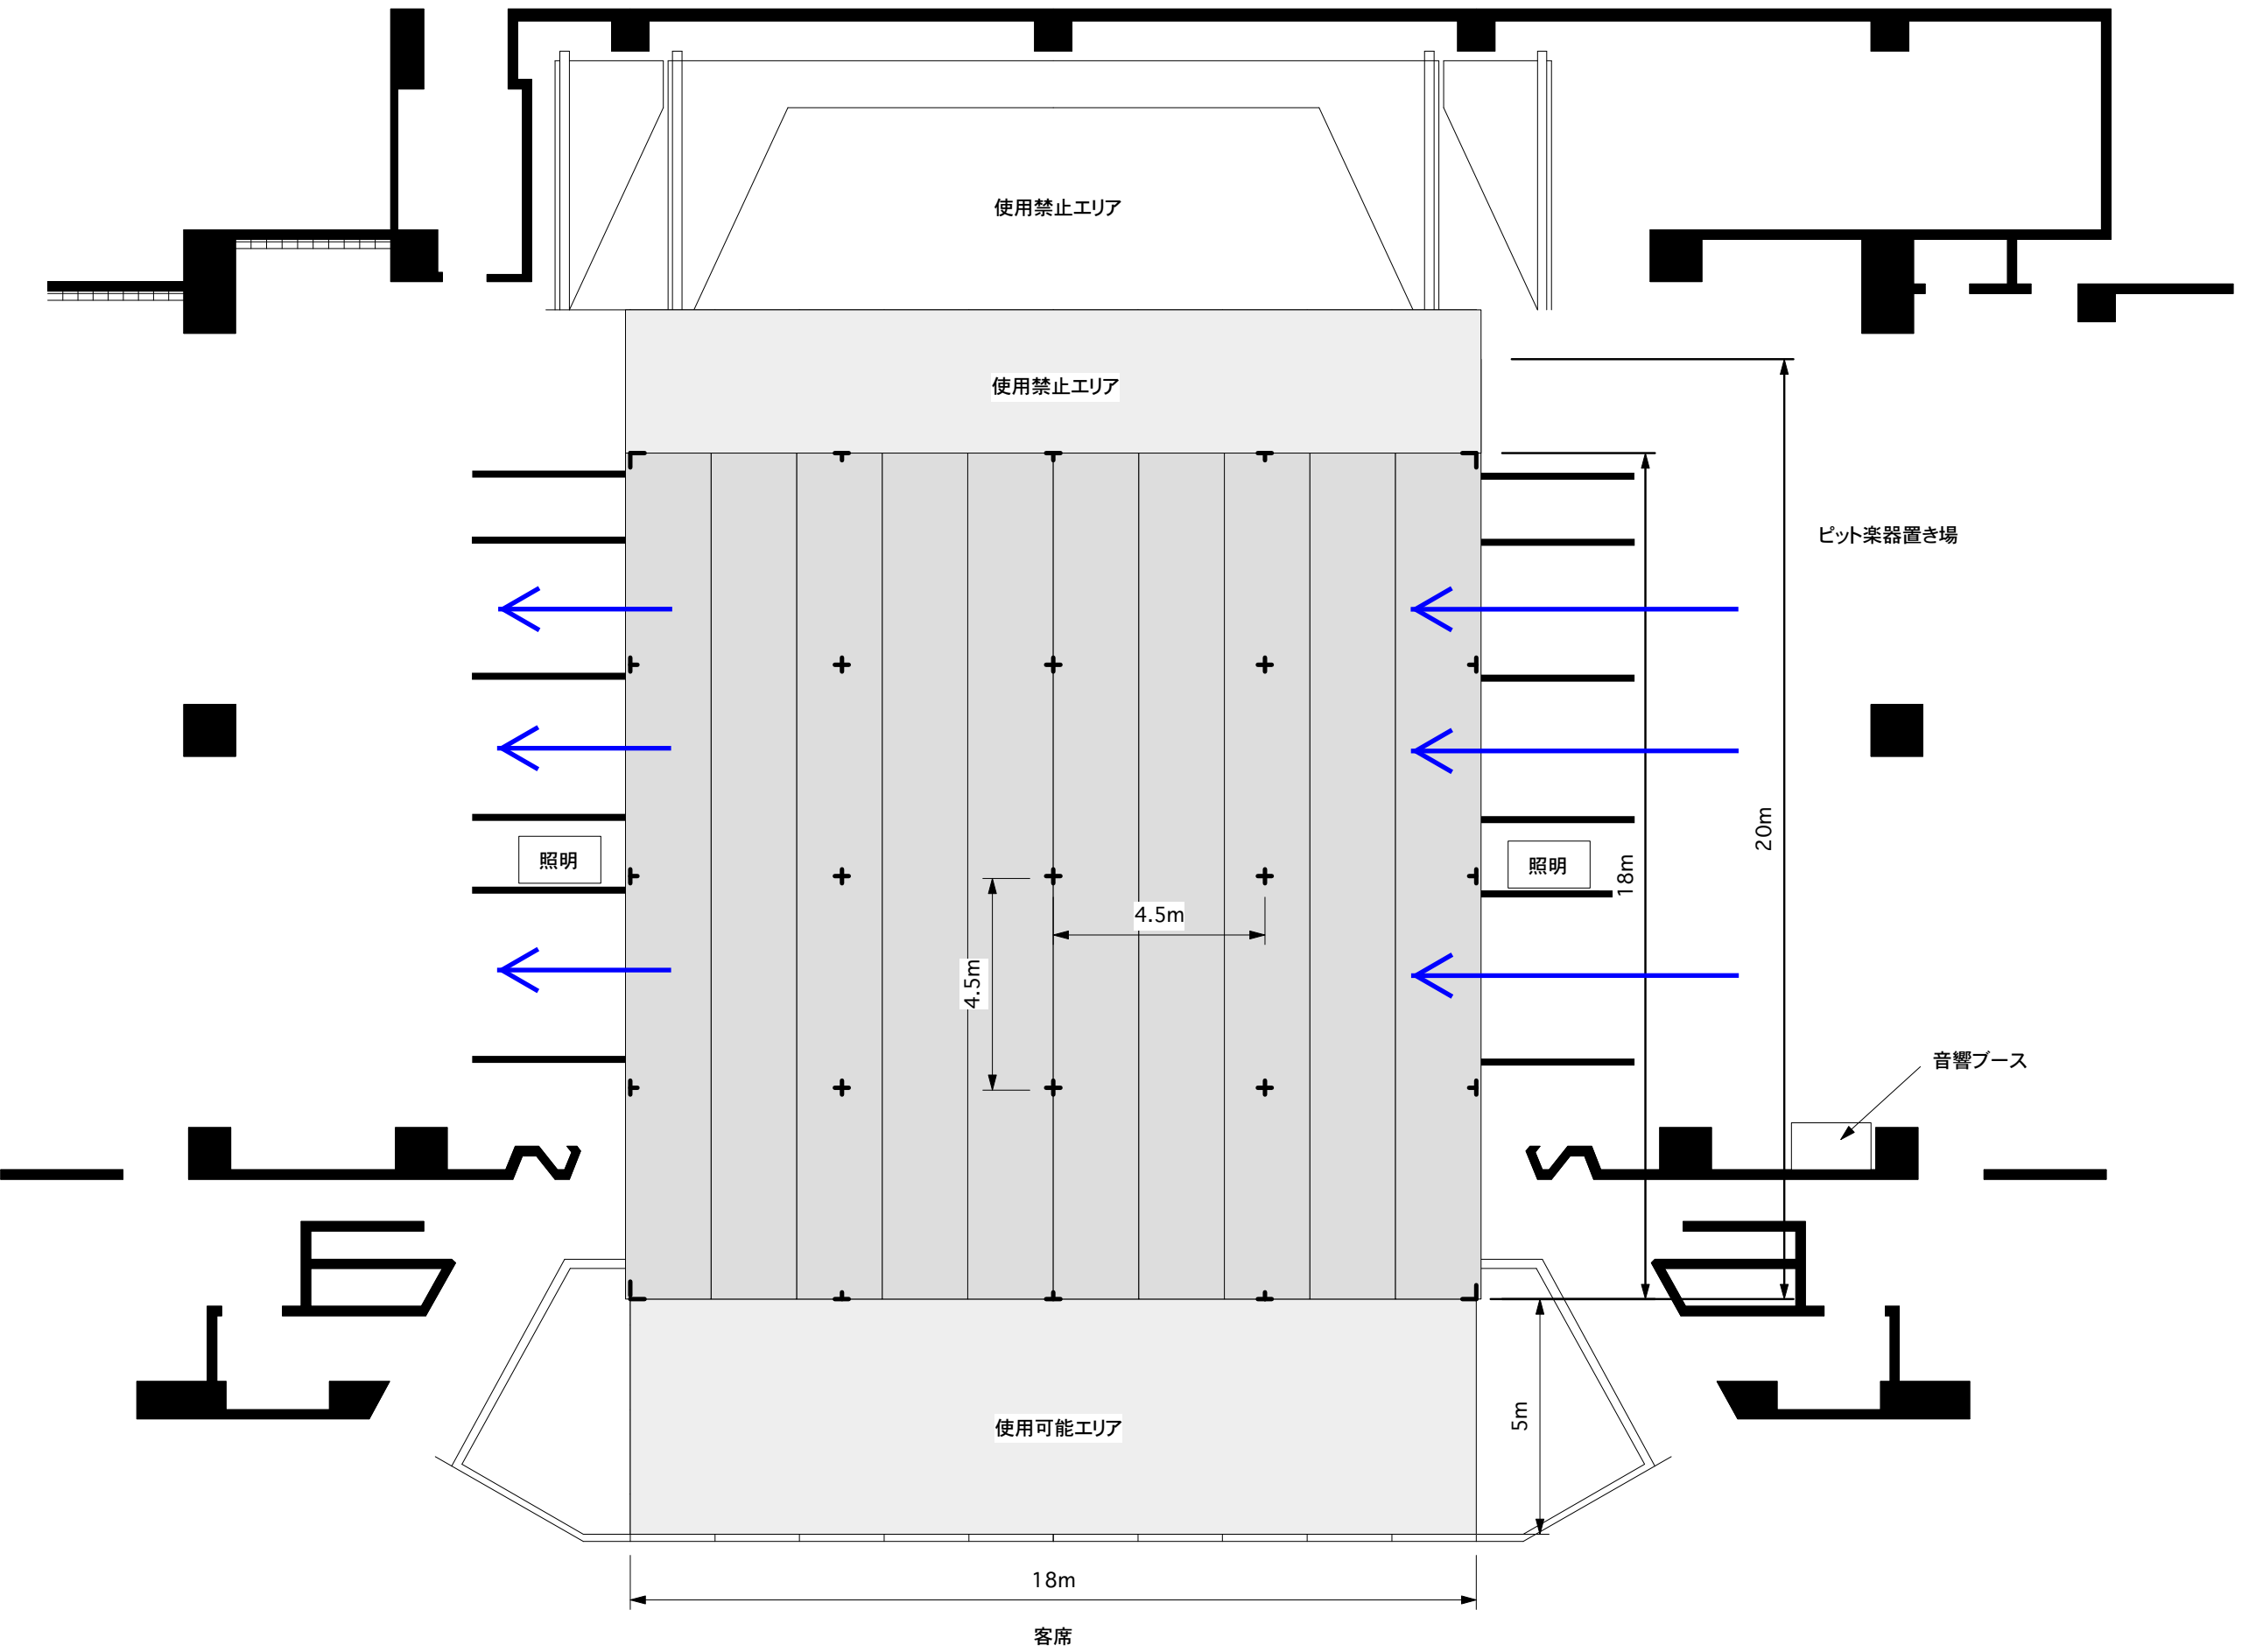 使用禁止エリア
使用禁止エリア
ピット楽器置き場
20m
照明
照明
18m
4.5m
4.5m
音響ブース
使用可能エリア
5m
18m
客席